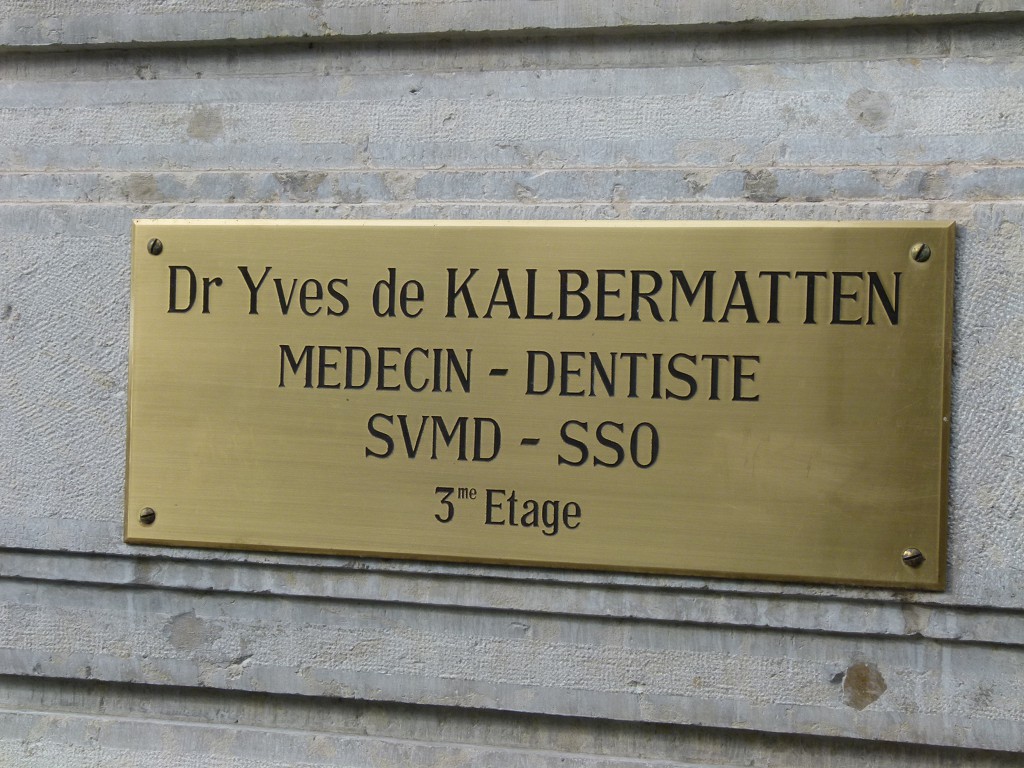 Dr Yves de KALBERMATTEN
MEDECIN - DENTISTE
SVMD - SSO
3me Etage